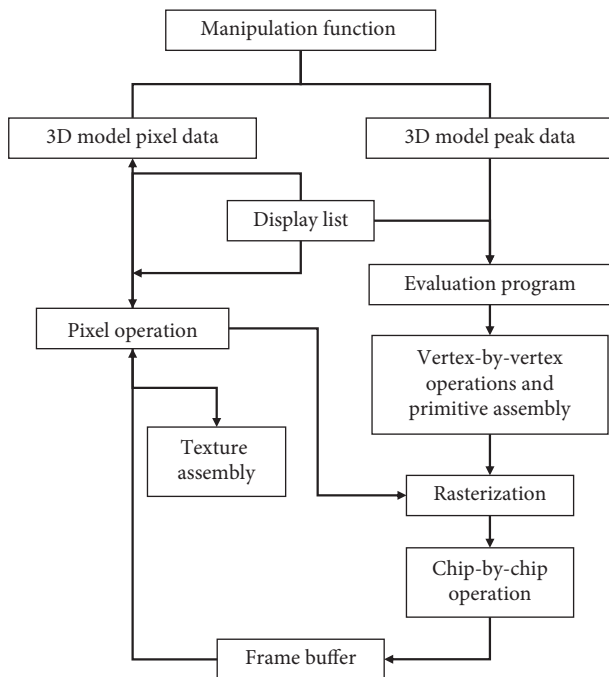 Manipulation function
3D model pixel data
3D model peak data
Display list
Evaluation program
Pixel operation
Vertex-by-vertex
operations and
primitive assembly
Texture
assembly
Rasterization
Chip-by-chip
operation
Frame buffer